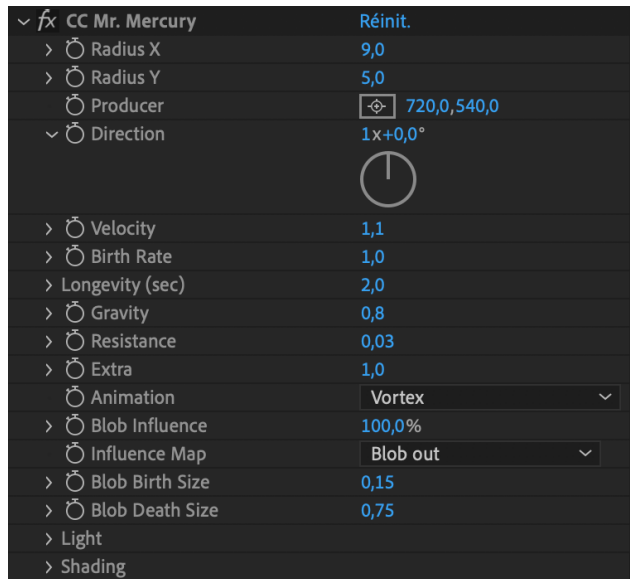 fx CC Mr. Mercury Réinit.
Radius X 9,0
Radius Y 5,0
Producer 720,0,540,0
Direction 1x+0,0°
Velocity 1,1
Birth Rate 1,0
Longevity (sec) 2,0
Gravity 0,8
Resistance 0,03
Extra 1,0
Animation Vortex
Blob Influence 100,0%
Influence Map Blob out
Blob Birth Size 0,15
Blob Death Size 0,75
Light
Shading